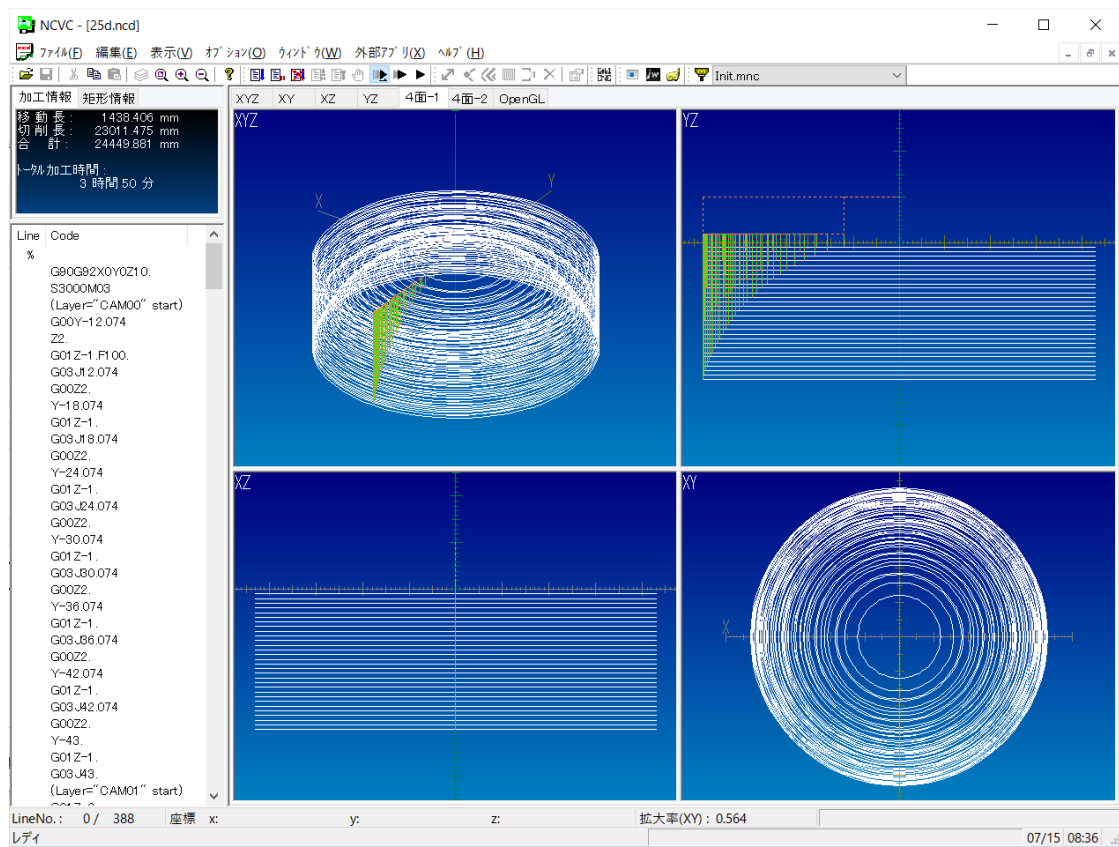 NCVC - [25d.ncd]
ﾌｧｲﾙ(F) 編集(E) 表示(V) ｵﾌﾟｼｮﾝ(O) ｳｨﾝﾄﾞｳ(W) 外部ｱﾌﾟﾘ(X) ﾍﾙﾌﾟ(H)
Init.mnc
加工情報 矩形情報
XYZ XY XZ YZ 4面-1 4面-2 OpenGL
移動長: 1438.406 mm
切削長: 23011.475 mm
合 計: 24449.881 mm
ﾄｰﾀﾙ加工時間:
3 時間 50 分
Line Code
%
G90G92X0Y0Z10.
S3000M03
(Layer="CAM00" start)
G00Y-12.074
Z2.
G01Z-1.F100.
G03J12.074
G00Z2.
Y-18.074
G01Z-1.
G03J18.074
G00Z2.
Y-24.074
G01Z-1.
G03J24.074
G00Z2.
Y-30.074
G01Z-1.
G03J30.074
G00Z2.
Y-36.074
G01Z-1.
G03J36.074
G00Z2.
Y-42.074
G01Z-1.
G03J42.074
G00Z2.
Y-43.
G01Z-1.
G03J43.
(Layer="CAM01" start)
XYZ
X
Y
YZ
XZ
XY
X
LineNo.: 0 / 388 座標 x: y: z: 拡大率(XY) : 0.564
レディ 07/15 08:36